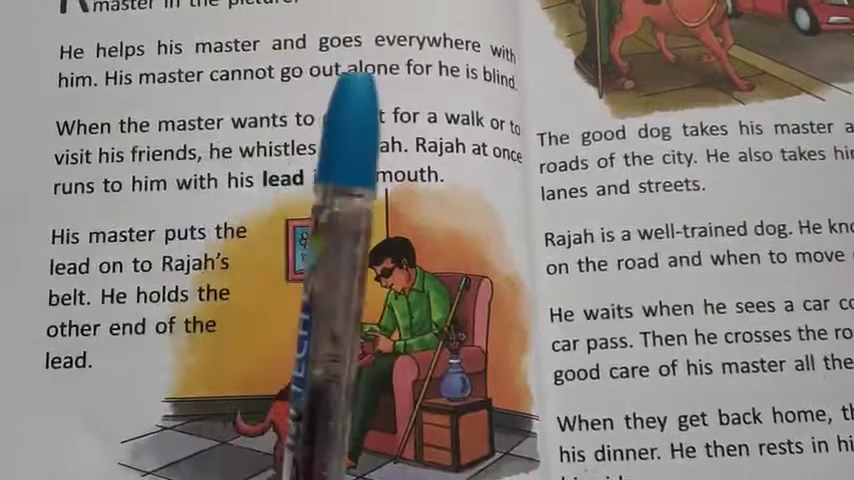 master in the picture.
He helps his master and goes everywhere with
him. His master cannot go out alone for he is blind.
When the master wants to for a walk or to
visit his friends, he whistles Rajah at once
runs to him with his lead mouth.
His master puts the
lead on to Rajah's
belt. He holds the
other end of the
lead.
The good dog takes his master
roads of the city. He also takes
lanes and streets.
Rajah is a well-trained dog. He
on the road and when to move
He waits when he sees a car
car pass. Then he crosses the
good care of his master all the
When they get back home,
his dinner. He then rests in